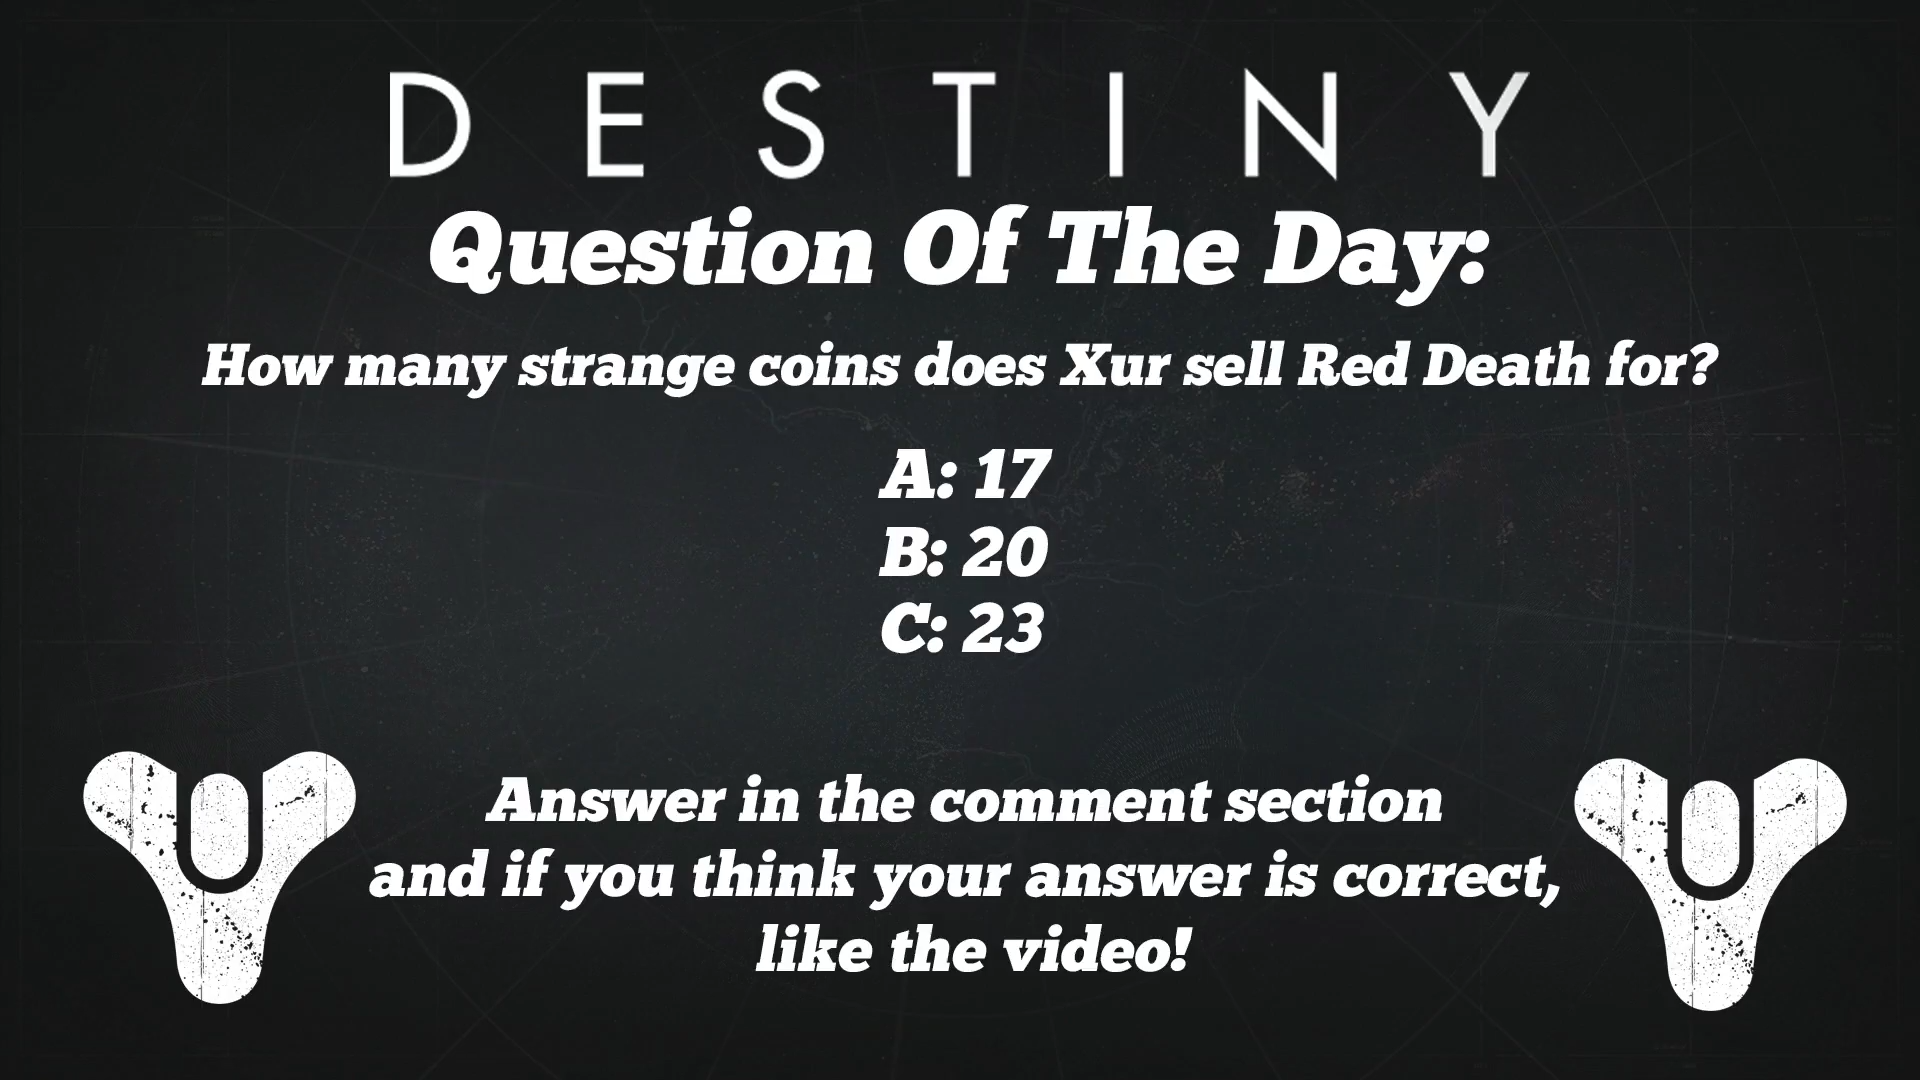 DESTINY
Question Of The Day:
How many strange coins does Xur sell Red Death for?
A: 17
B: 20
C: 23
Answer in the comment section
and if you think your answer is correct,
like the video!